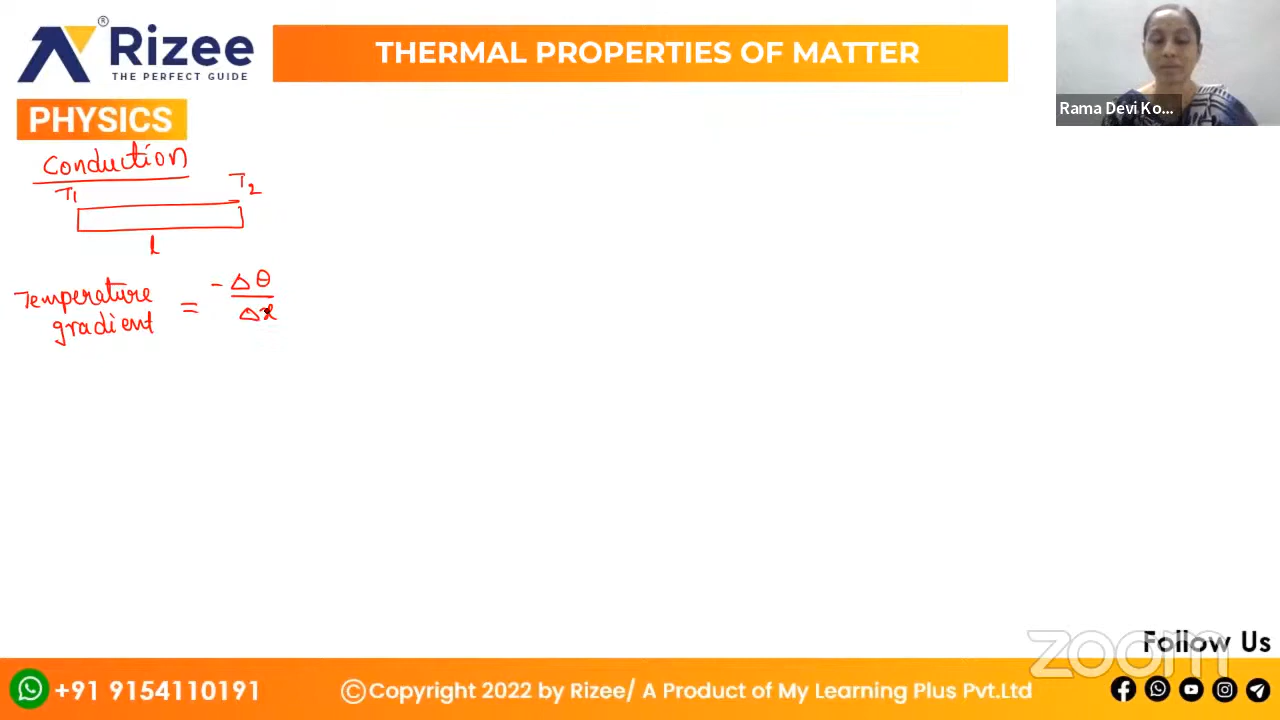 Rizee
®
THE PERFECT GUIDE
THERMAL PROPERTIES OF MATTER
Rama Devi Ko...
PHYSICS
Conduction
T1 T2
l
Temperature gradient = -Δθ/Δx
zoom
Follow Us
+91 9154110191
©Copyright 2022 by Rizee/ A Product of My Learning Plus Pvt.Ltd